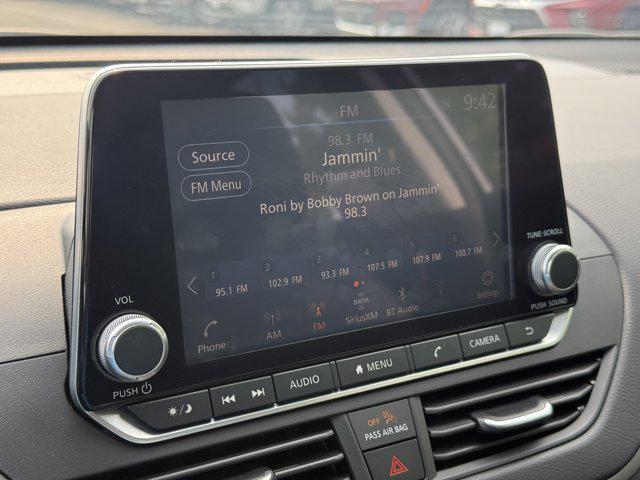 FM
9:42
98.3 FM
Jammin'
Rhythm and Blues
Roni by Bobby Brown on Jammin'
98.3
Source
FM Menu
1 2 3 4 5 6
95.1 FM 102.9 FM 93.3 FM 107.5 FM 107.9 FM 100.7 FM
Phone AM FM sxm SiriusXM BT Audio Settings
VOL
PUSH
TUNE·SCROLL
PUSH SOUND
AUDIO MENU CAMERA
OFF
PASS AIR BAG